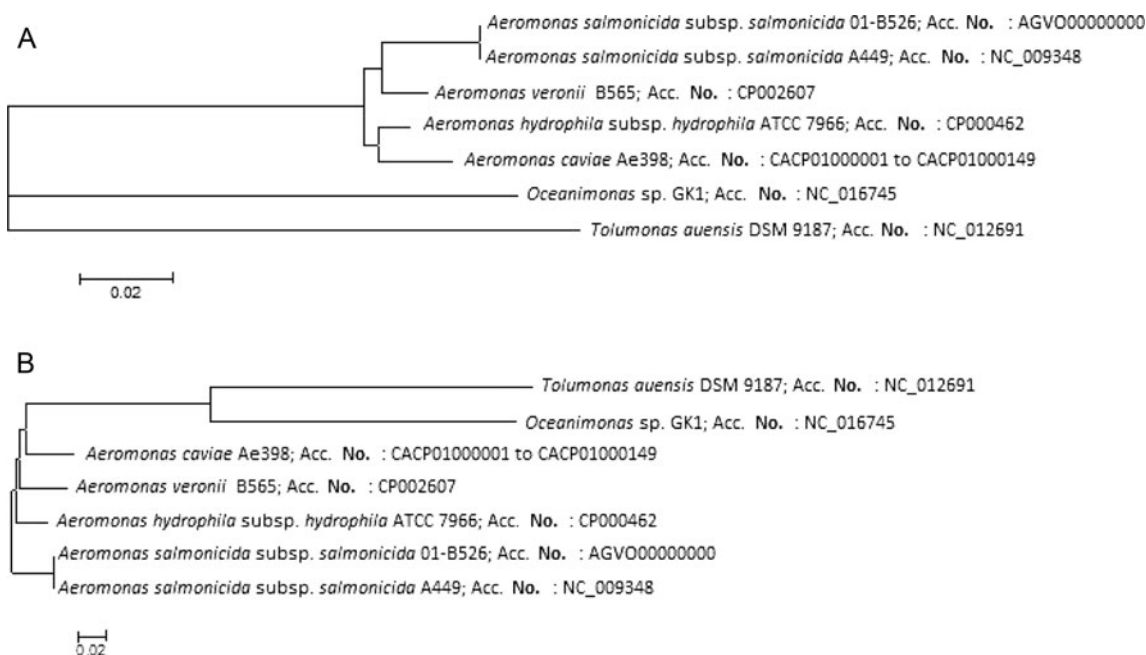 A
Aeromonas salmonicida subsp. salmonicida 01-B526; Acc. No. : AGVO00000000
Aeromonas salmonicida subsp. salmonicida A449; Acc. No. : NC_009348
Aeromonas veronii B565; Acc. No. : CP002607
Aeromonas hydrophila subsp. hydrophila ATCC 7966; Acc. No. : CP000462
Aeromonas caviae Ae398; Acc. No. : CACP01000001 to CACP01000149
Oceanimonas sp. GK1; Acc. No. : NC_016745
Tolumonas auensis DSM 9187; Acc. No. : NC_012691
0.02
B
Tolumonas auensis DSM 9187; Acc. No. : NC_012691
Oceanimonas sp. GK1; Acc. No. : NC_016745
Aeromonas caviae Ae398; Acc. No. : CACP01000001 to CACP01000149
Aeromonas veronii B565; Acc. No. : CP002607
Aeromonas hydrophila subsp. hydrophila ATCC 7966; Acc. No. : CP000462
Aeromonas salmonicida subsp. salmonicida 01-B526; Acc. No. : AGVO00000000
Aeromonas salmonicida subsp. salmonicida A449; Acc. No. : NC_009348
0.02